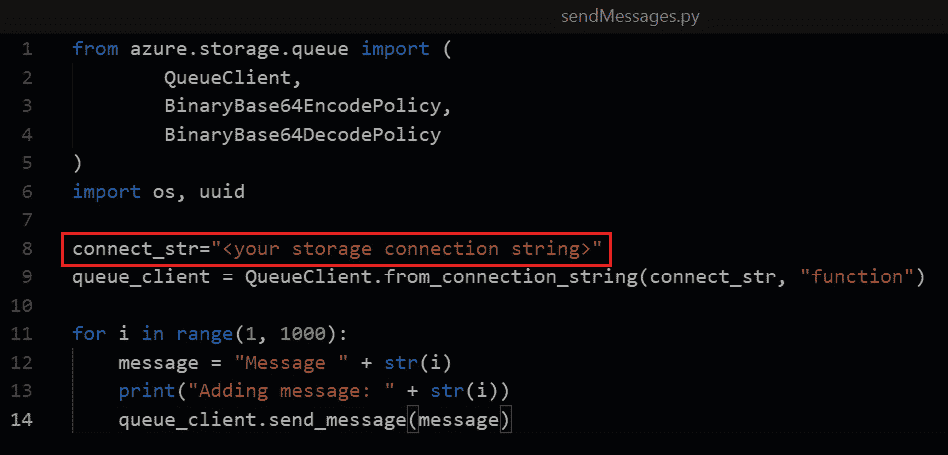 sendMessages.py
1 from azure.storage.queue import (
2         QueueClient,
3         BinaryBase64EncodePolicy,
4         BinaryBase64DecodePolicy
5 )
6 import os, uuid
7
8 connect_str="<your storage connection string>"
9 queue_client = QueueClient.from_connection_string(connect_str, "function")
10
11 for i in range(1, 1000):
12     message = "Message " + str(i)
13     print("Adding message: " + str(i))
14     queue_client.send_message(message)